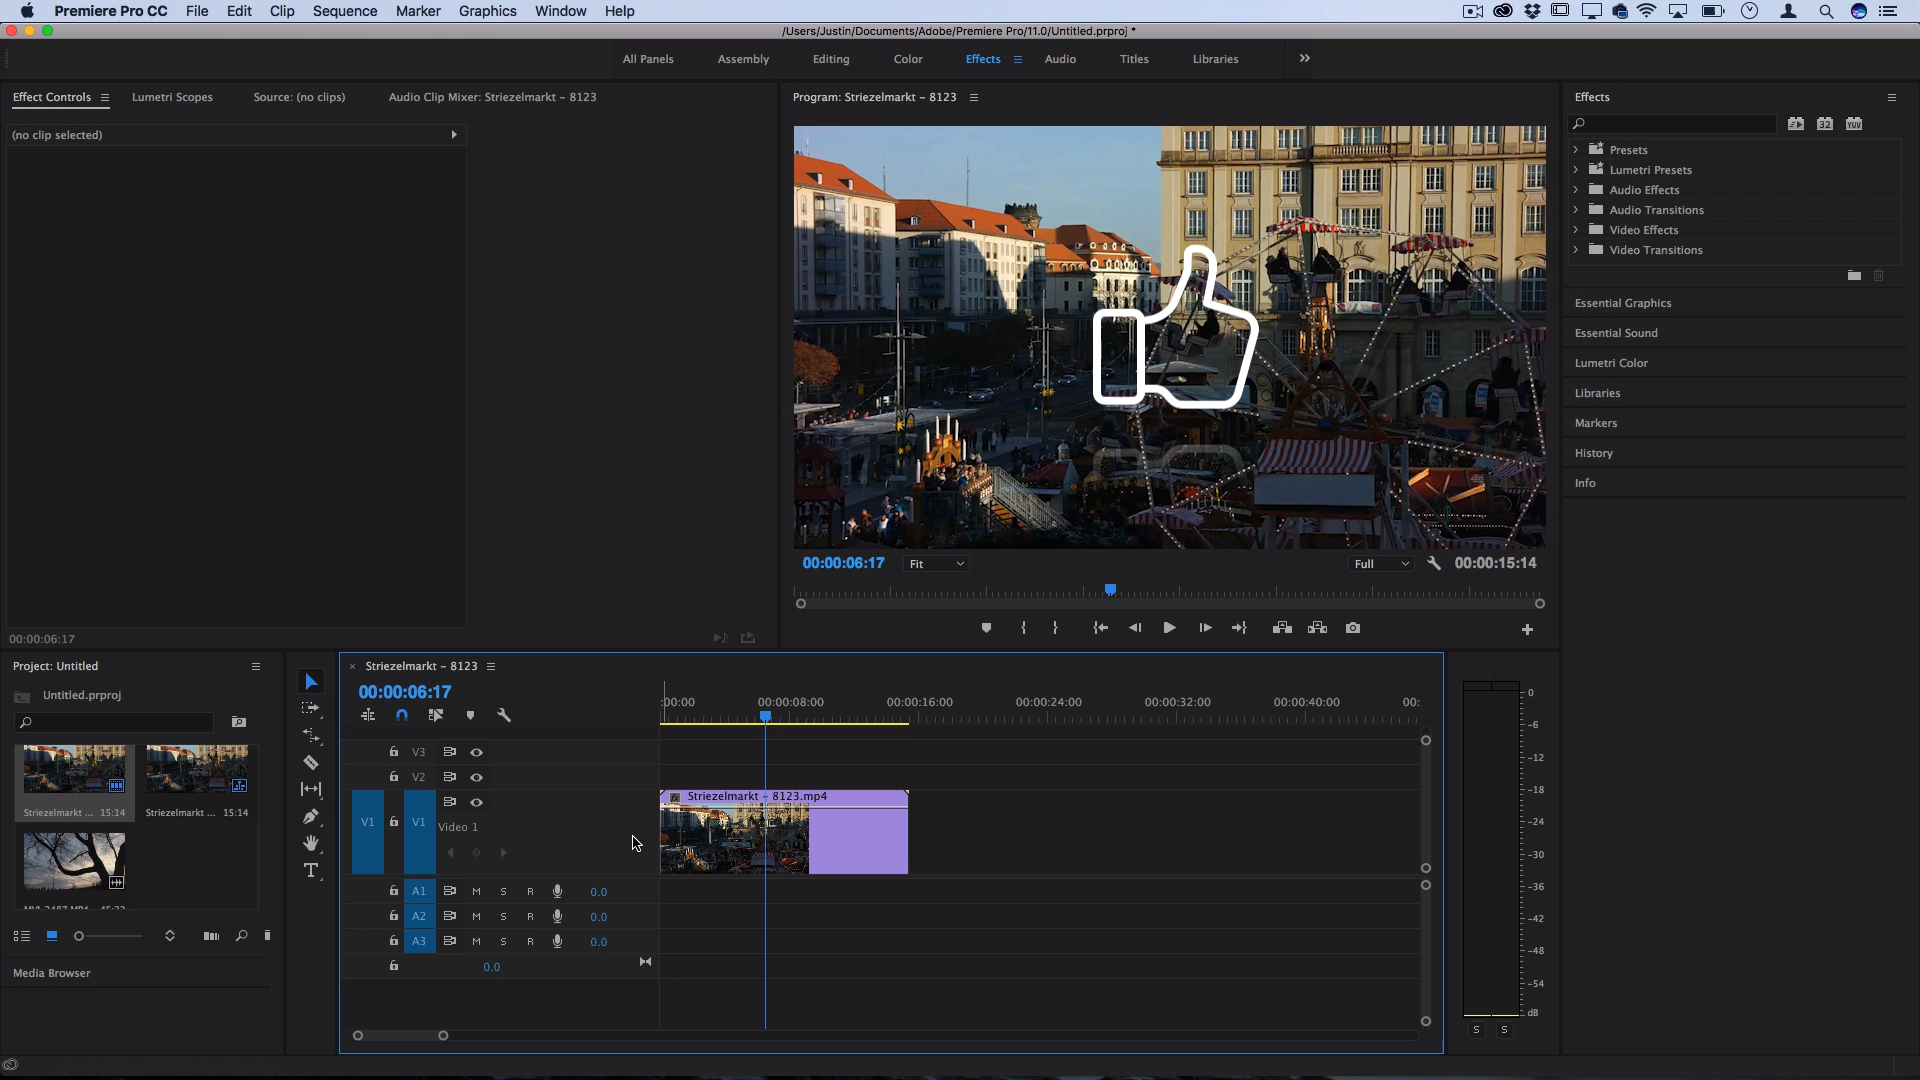 Premiere Pro CC File Edit Clip Sequence Marker Graphics Window Help
/Users/Justin/Documents/Adobe/Premiere Pro/11.0/Untitled.prproj *
All Panels Assembly Editing Color Effects Audio Titles Libraries
Effect Controls Lumetri Scopes Source: (no clips) Audio Clip Mixer: Striezelmarkt – 8123
(no clip selected)
00:00:06:17
Program: Striezelmarkt – 8123
00:00:06:17 Fit Full 00:00:15:14
Effects
32 YUV
Presets
Lumetri Presets
Audio Effects
Audio Transitions
Video Effects
Video Transitions
Essential Graphics
Essential Sound
Lumetri Color
Libraries
Markers
History
Info
Project: Untitled
Untitled.prproj
Striezelmarkt ... 15:14 Striezelmarkt ... 15:14
Media Browser
T
Striezelmarkt – 8123
00:00:06:17
:00:00 00:00:08:00 00:00:16:00 00:00:24:00 00:00:32:00 00:00:40:00 00:
V3
V2
V1 V1 Video 1
Striezelmarkt – 8123.mp4
A1 M S R 0.0
A2 M S R 0.0
A3 M S R 0.0
0.0
0
-6
-12
-18
-24
-30
-36
-42
-48
-54
dB
S S